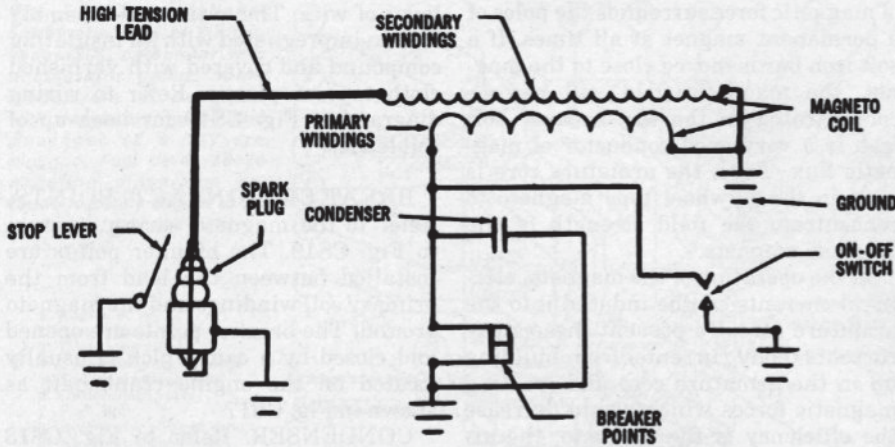 HIGH TENSION
LEAD
SECONDARY
WINDINGS
MAGNETO
COIL
PRIMARY
WINDINGS
SPARK
PLUG
CONDENSER
STOP LEVER
GROUND
ON-OFF
SWITCH
BREAKER
POINTS